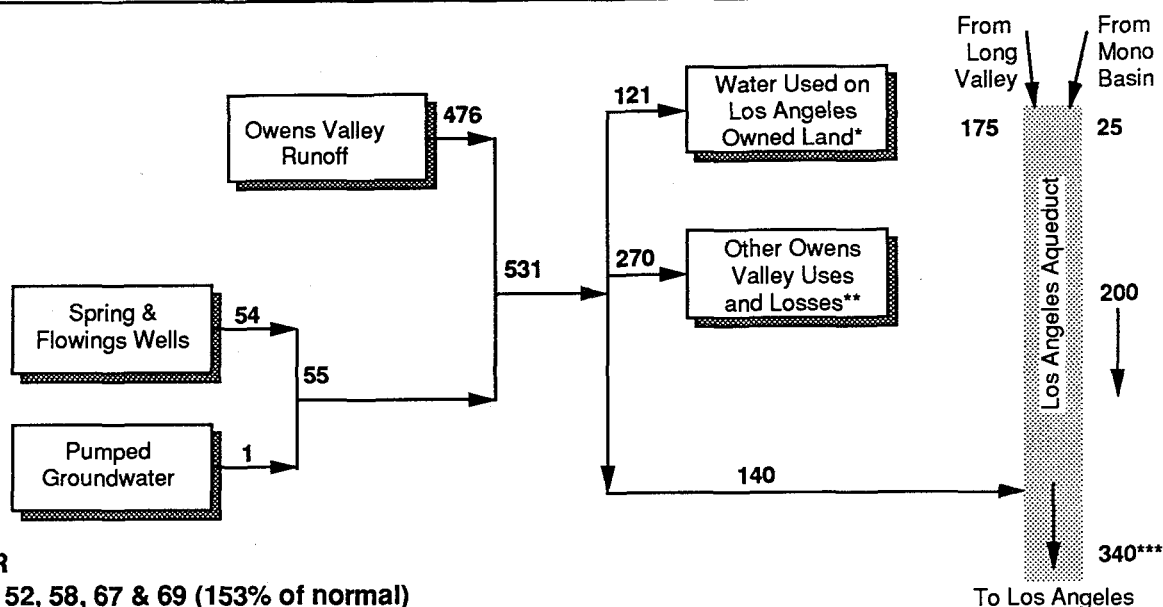 From
Long
Valley
From
Mono
Basin
175
25
Owens Valley
Runoff
476
121
Water Used on
Los Angeles
Owned Land*
Spring &
Flowings Wells
54
55
531
270
Other Owens
Valley Uses
and Losses**
Los Angeles Aqueduct
200
Pumped
Groundwater
1
140
340***
To Los Angeles
R
52, 58, 67 & 69 (153% of normal)